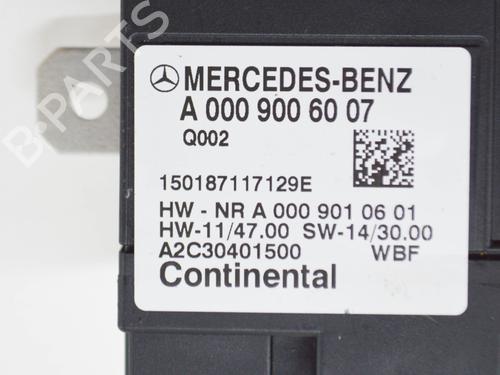 MERCEDES-BENZ
A 000 900 60 07
Q002
150187117129E
HW - NR A 000 901 06 01
HW-11/47.00 SW-14/30.00
A2C30401500 WBF
Continental
B-PARTS